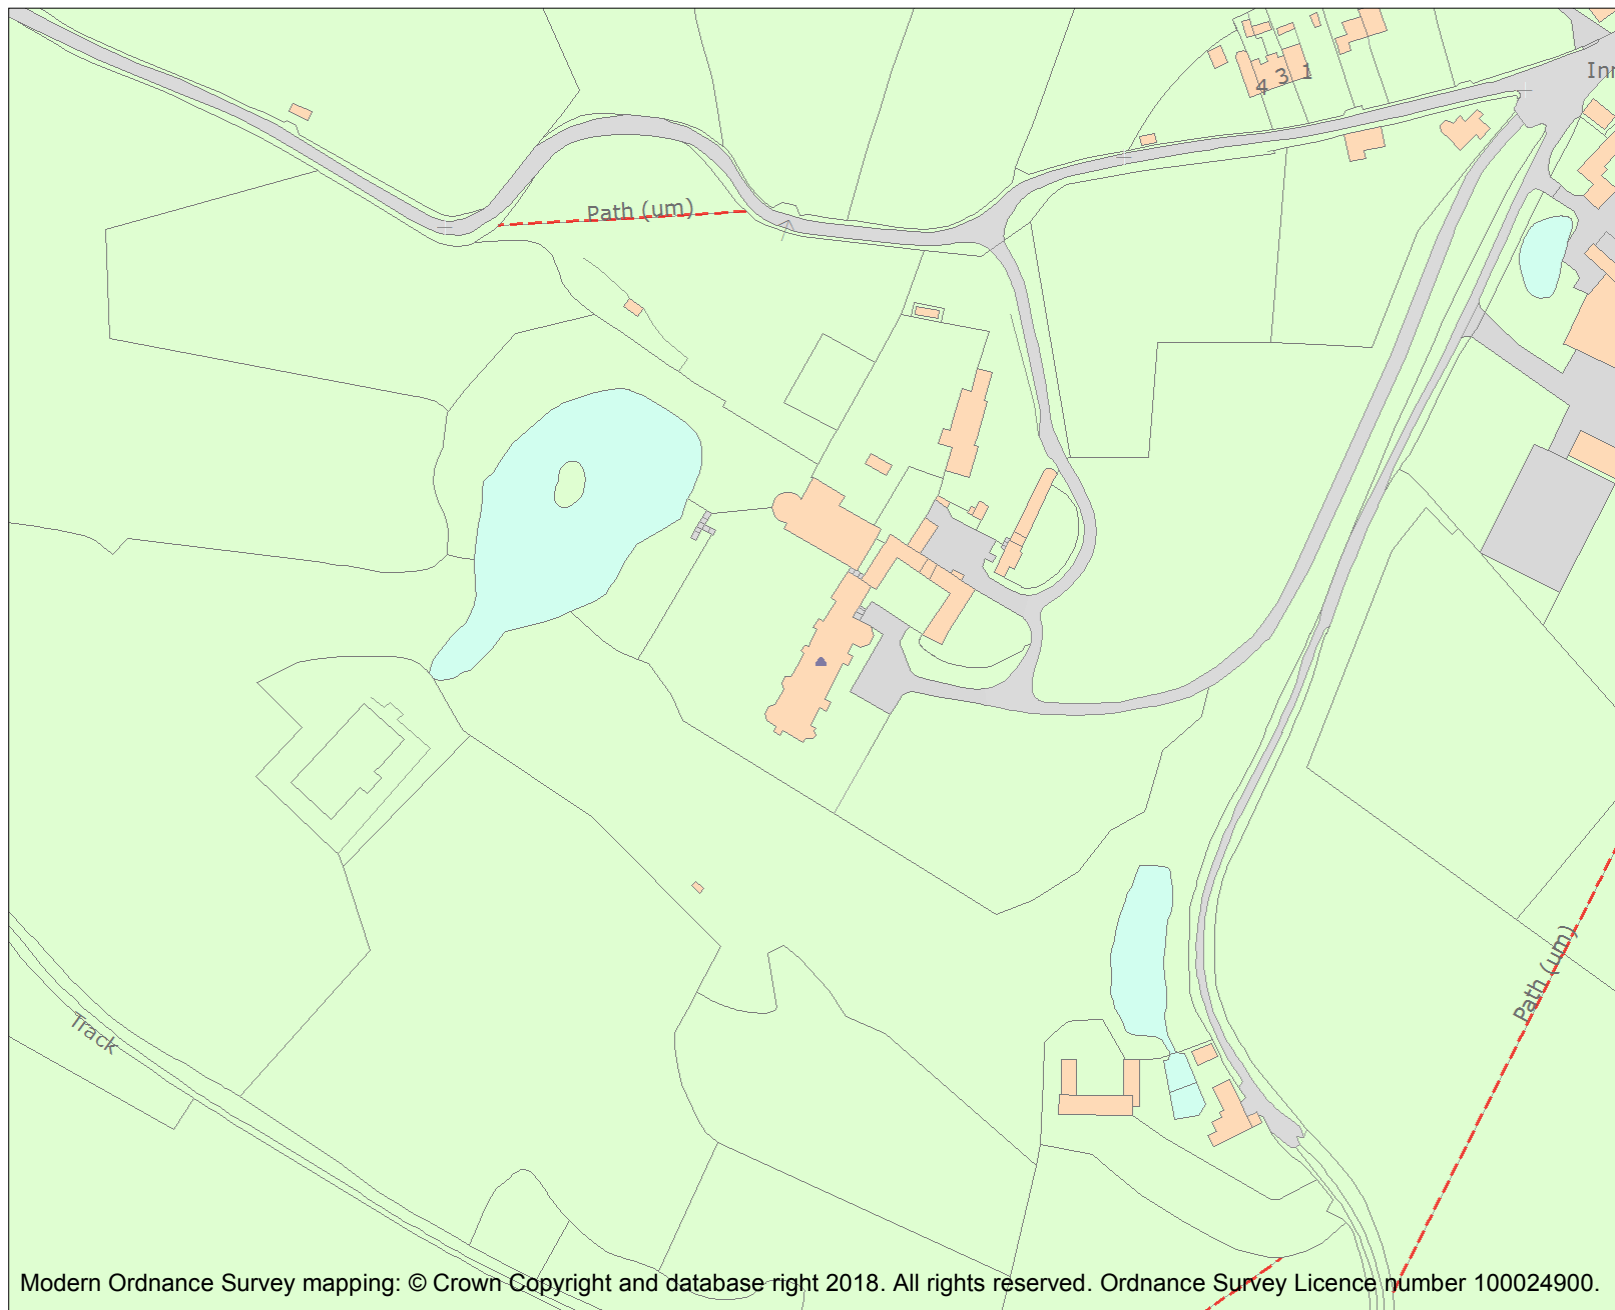 4 3 1
Inn
Path (um)
Path (um)
Track
Modern Ordnance Survey mapping: © Crown Copyright and database right 2018. All rights reserved. Ordnance Survey Licence number 100024900.